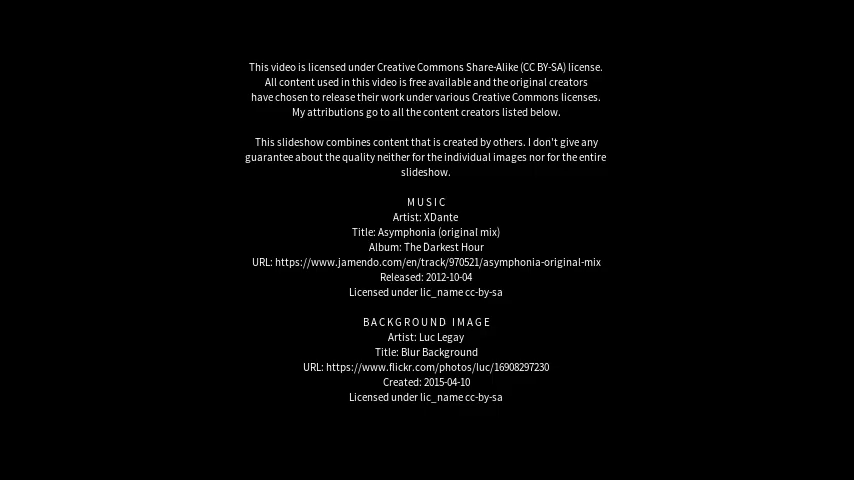 This video is licensed under Creative Commons Share-Alike (CC BY-SA) license.
All content used in this video is free available and the original creators
have chosen to release their work under various Creative Commons licenses.
My attributions go to all the content creators listed below.
This slideshow combines content that is created by others. I don't give any
guarantee about the quality neither for the individual images nor for the entire
slideshow.
MUSIC
Artist: XDante
Title: Asymphonia (original mix)
Album: The Darkest Hour
URL: https://www.jamendo.com/en/track/970521/asymphonia-original-mix
Released: 2012-10-04
Licensed under lic_name cc-by-sa
BACKGROUND IMAGE
Artist: Luc Legay
Title: Blur Background
URL: https://www.flickr.com/photos/luc/16908297230
Created: 2015-04-10
Licensed under lic_name cc-by-sa